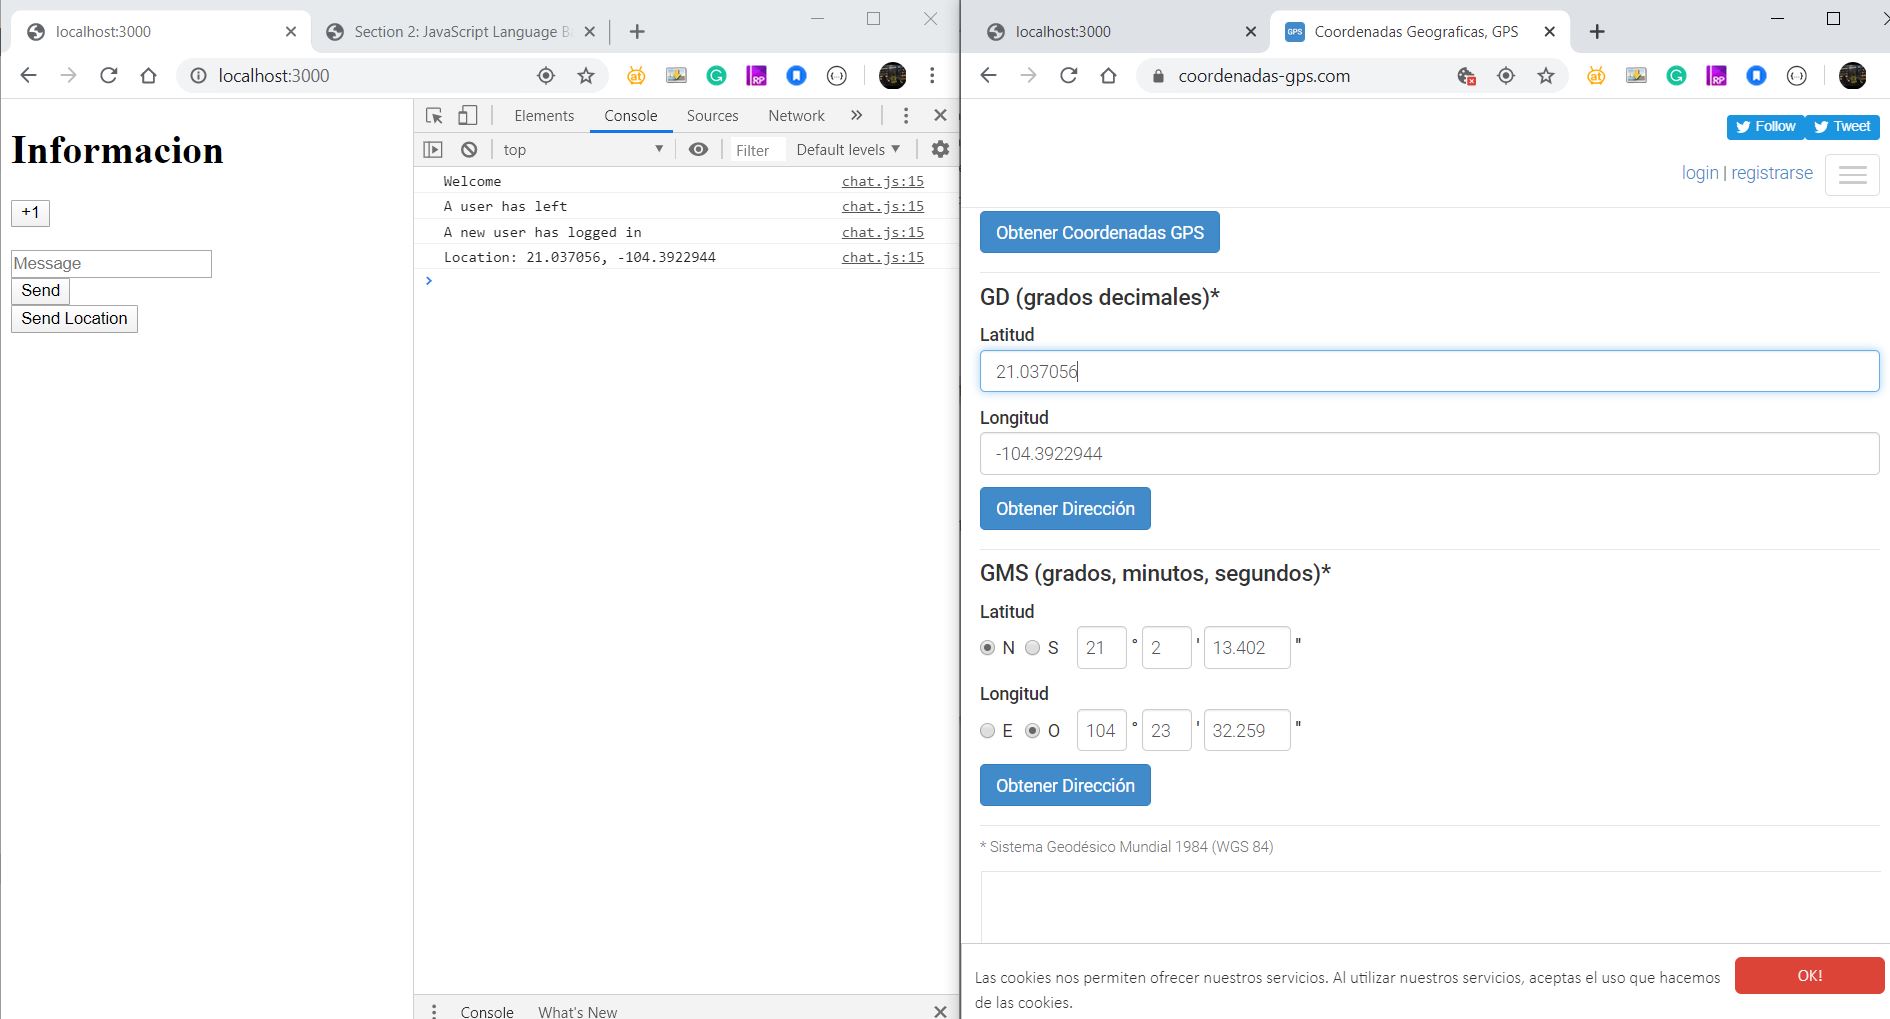 localhost:3000
Section 2: JavaScript Language B
localhost:3000
Informacion
+1
Message
Send
Send Location
Elements Console Sources Network »
top Filter Default levels
Welcome chat.js:15
A user has left chat.js:15
A new user has logged in chat.js:15
Location: 21.037056, -104.3922944 chat.js:15
Console What's New
localhost:3000
GPS Coordenadas Geograficas, GPS
coordenadas-gps.com
Follow Tweet
login | registrarse
Obtener Coordenadas GPS
GD (grados decimales)*
Latitud
21.037056
Longitud
-104.3922944
Obtener Dirección
GMS (grados, minutos, segundos)*
Latitud
N S 21 ° 2 ' 13.402 "
Longitud
E O 104 ° 23 ' 32.259 "
Obtener Dirección
* Sistema Geodésico Mundial 1984 (WGS 84)
Las cookies nos permiten ofrecer nuestros servicios. Al utilizar nuestros servicios, aceptas el uso que hacemos
de las cookies.
OK!